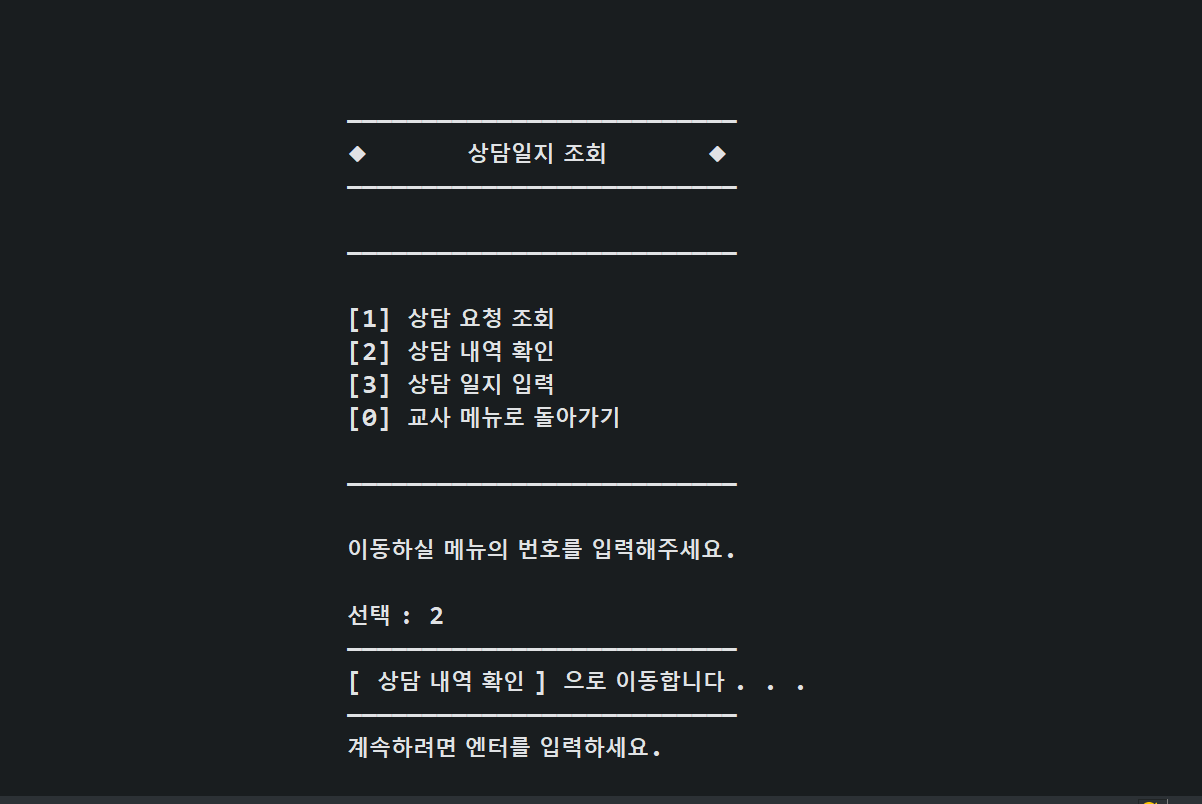 ◆ 상담일지 조회 ◆
[1] 상담 요청 조회
[2] 상담 내역 확인
[3] 상담 일지 입력
[0] 교사 메뉴로 돌아가기
이동하실 메뉴의 번호를 입력해주세요.
선택 : 2
[ 상담 내역 확인 ] 으로 이동합니다 . . .
계속하려면 엔터를 입력하세요.